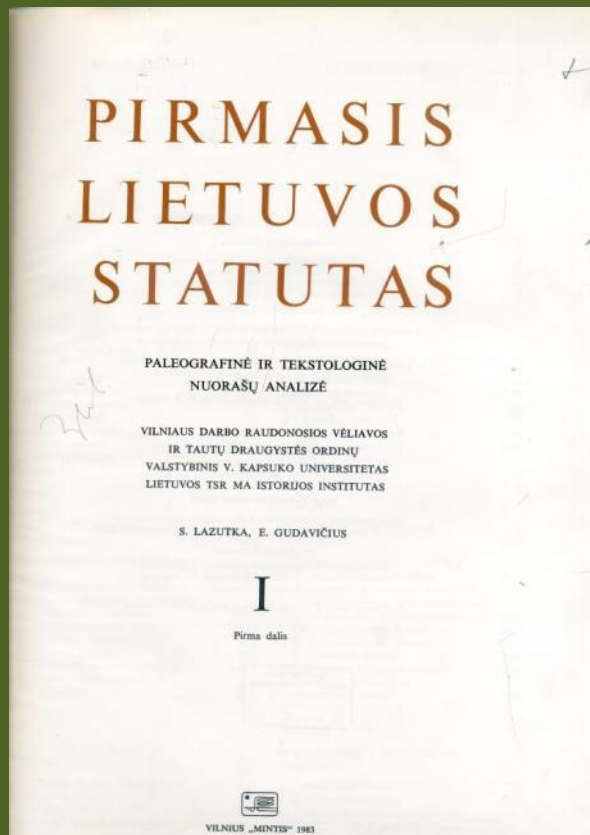 PIRMASIS
LIETUVOS
STATUTAS
PALEOGRAFINĖ IR TEKSTOLOGINĖ
NUORAŠŲ ANALIZĖ
VILNIAUS DARBO RAUDONOSIOS VĖLIAVOS
IR TAUTŲ DRAUGYSTĖS ORDINŲ
VALSTYBINIS V. KAPSUKO UNIVERSITETAS
LIETUVOS TSR MA ISTORIJOS INSTITUTAS
S. LAZUTKA, E. GUDAVIČIUS
I
Pirma dalis
VILNIUS „MINTIS“ 1983